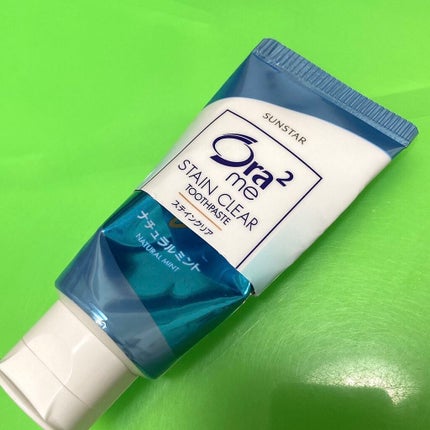 SUNSTAR
Ora²
me
STAIN CLEAR
TOOTHPASTE
ステインクリア
ナチュラルミント
NATURAL MINT